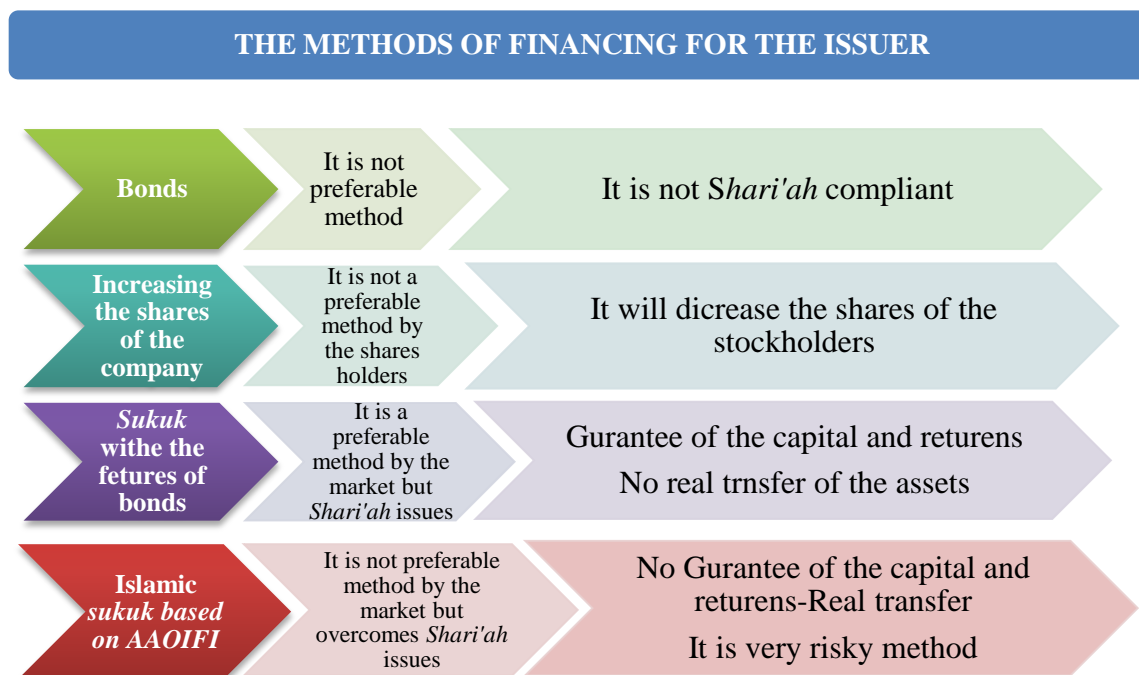 THE METHODS OF FINANCING FOR THE ISSUER
Bonds
It is not
preferable
method
It is not Shari'ah compliant
Increasing
the shares
of the
company
It is not a
preferable
method by
the shares
holders
It will dicrease the shares of the
stockholders
Sukuk
withe the
fetures of
bonds
It is a
preferable
method by the
market but
Shari'ah issues
Gurantee of the capital and returens
No real trnsfer of the assets
Islamic
sukuk based
on AAOIFI
It is not preferable
method by the
market but
overcomes Shari'ah
issues
No Gurantee of the capital and
returens-Real transfer
It is very risky method